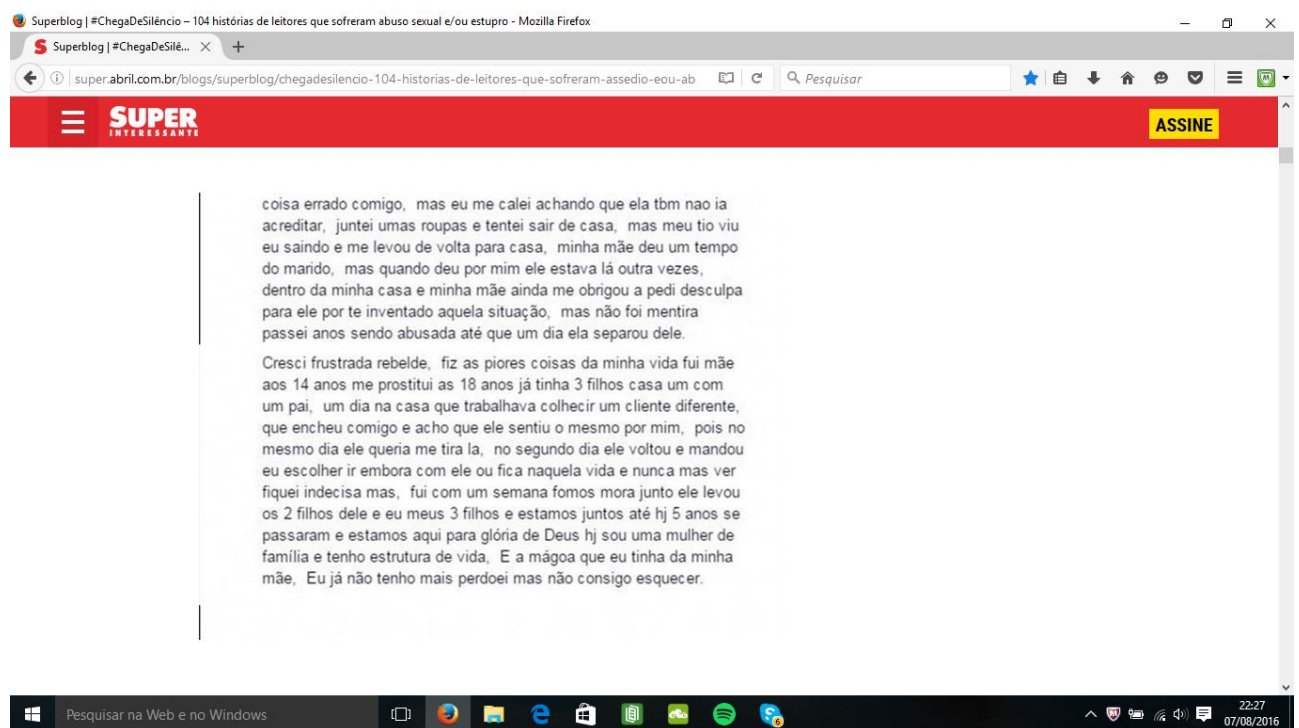 Superblog | #ChegaDeSilêncio – 104 histórias de leitores que sofreram abuso sexual e/ou estupro - Mozilla Firefox
S Superblog | #ChegaDeSilê...
super.abril.com.br/blogs/superblog/chegadesilencio-104-historias-de-leitores-que-sofreram-assedio-eou-ab
Pesquisar
SUPER
INTERESSANTE
ASSINE
coisa errado comigo, mas eu me calei achando que ela tbm nao ia
acreditar, juntei umas roupas e tentei sair de casa, mas meu tio viu
eu saindo e me levou de volta para casa, minha mãe deu um tempo
do marido, mas quando deu por mim ele estava lá outra vezes,
dentro da minha casa e minha mãe ainda me obrigou a pedi desculpa
para ele por te inventado aquela situação, mas não foi mentira
passei anos sendo abusada até que um dia ela separou dele.
Cresci frustrada rebelde, fiz as piores coisas da minha vida fui mãe
aos 14 anos me prostitui as 18 anos já tinha 3 filhos casa um com
um pai, um dia na casa que trabalhava colhecir um cliente diferente,
que encheu comigo e acho que ele sentiu o mesmo por mim, pois no
mesmo dia ele queria me tira la, no segundo dia ele voltou e mandou
eu escolher ir embora com ele ou fica naquela vida e nunca mas ver
fiquei indecisa mas, fui com um semana fomos mora junto ele levou
os 2 filhos dele e eu meus 3 filhos e estamos juntos até hj 5 anos se
passaram e estamos aqui para glória de Deus hj sou uma mulher de
família e tenho estrutura de vida, E a mágoa que eu tinha da minha
mãe, Eu já não tenho mais perdoei mas não consigo esquecer.
Pesquisar na Web e no Windows
22:27
07/08/2016